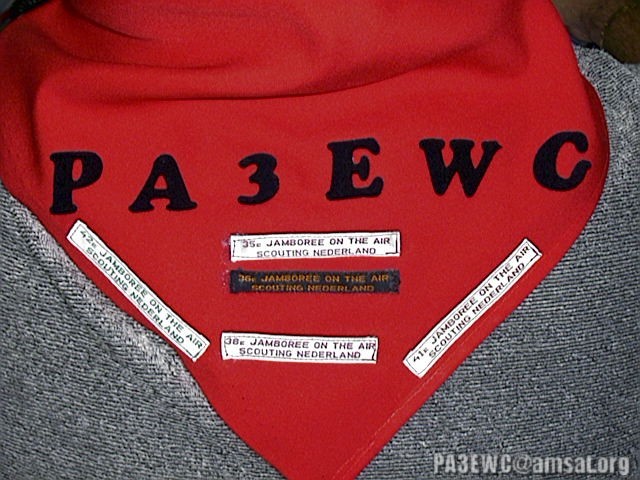 PA3EWC
35E JAMBOREE ON THE AIR
SCOUTING NEDERLAND
36E JAMBOREE ON THE AIR
SCOUTING NEDERLAND
42E JAMBOREE ON THE AIR
SCOUTING NEDERLAND
38E JAMBOREE ON THE AIR
SCOUTING NEDERLAND
41E JAMBOREE ON THE AIR
SCOUTING NEDERLAND
PA3EWC@amsat.org